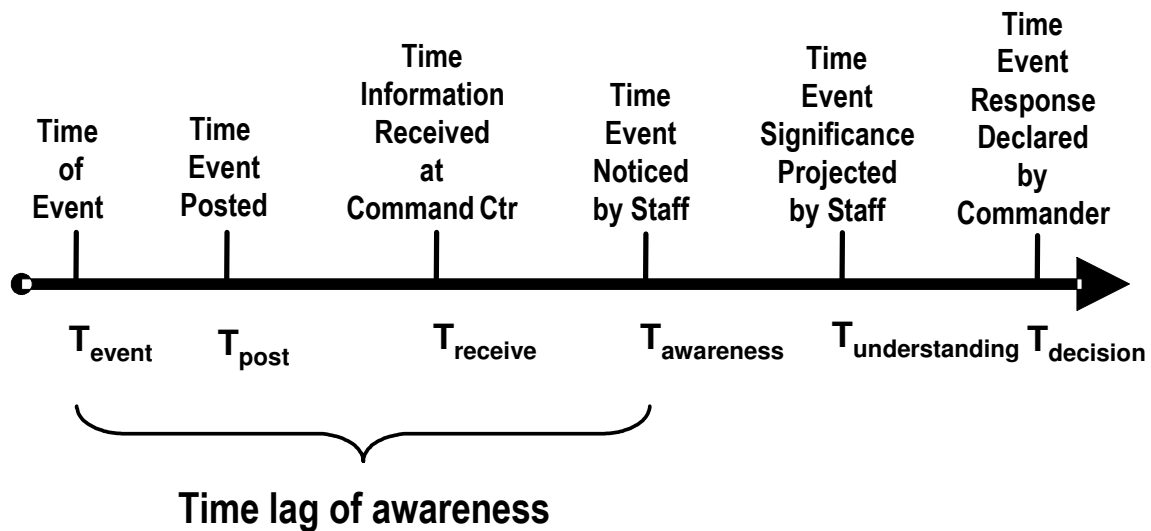 Time
of
Event
Time
Event
Posted
Time
Information
Received
at
Command Ctr
Time
Event
Noticed
by Staff
Time
Event
Significance
Projected
by Staff
Time
Event
Response
Declared
by
Commander
Tevent
Tpost
Treceive
Tawareness
Tunderstanding
Tdecision
Time lag of awareness